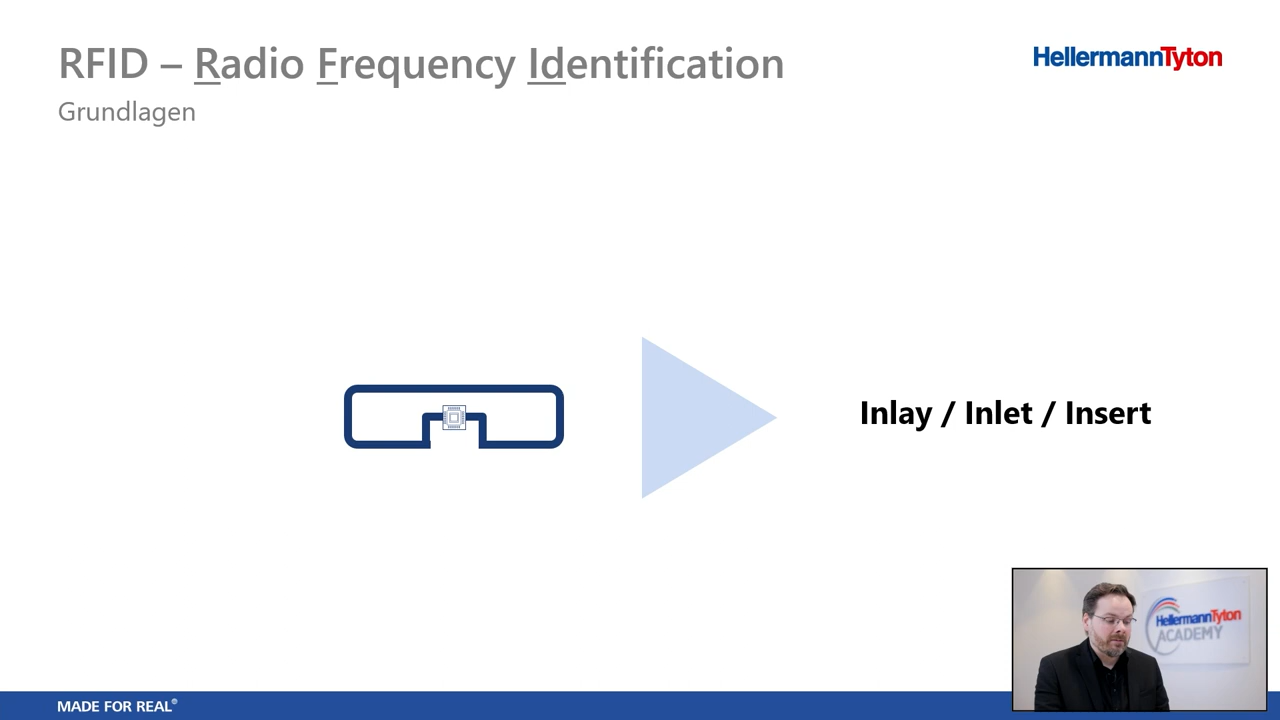 RFID – Radio Frequency Identification
HellermannTyton
Grundlagen
Inlay / Inlet / Insert
HellermannTyton
ACADEMY
MADE FOR REAL®